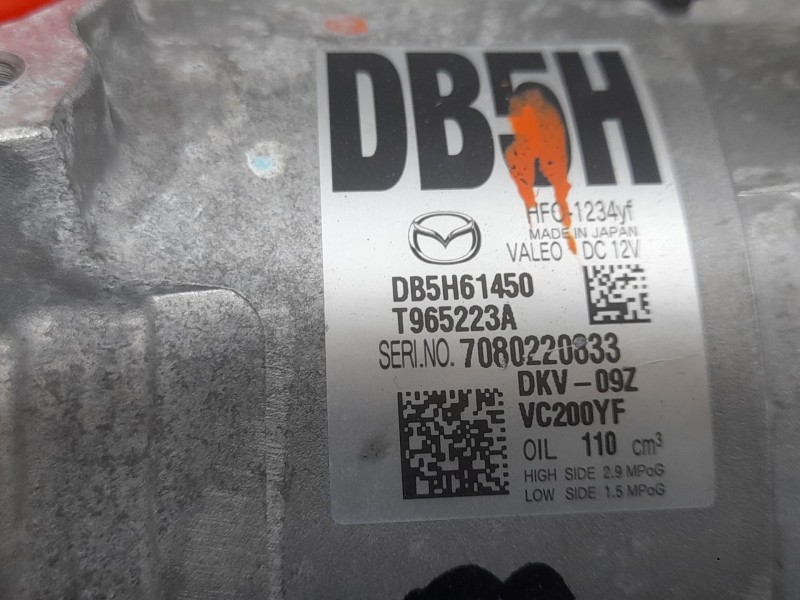 DB5H
HFO-1234yf
MADE IN JAPAN
VALEO DC 12V
DB5H61450
T965223A
SERI.NO. 7080220833
DKV-09Z
VC200YF
OIL 110 cm³
HIGH SIDE 2.9 MPaG
LOW SIDE 1.5 MPaG